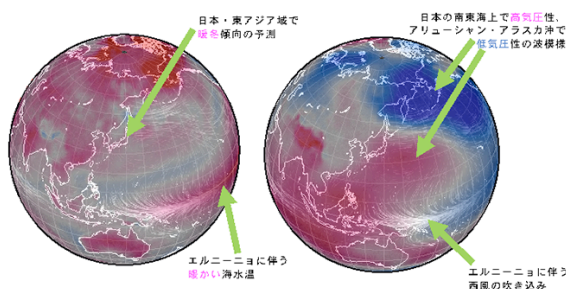 日本・東アジア域で
暖冬傾向の予測
エルニーニョに伴う
暖かい海水温
日本の南東海上で高気圧性、
アリューシャン・アラスカ沖で
低気圧性の波模様
エルニーニョに伴う
西風の吹き込み